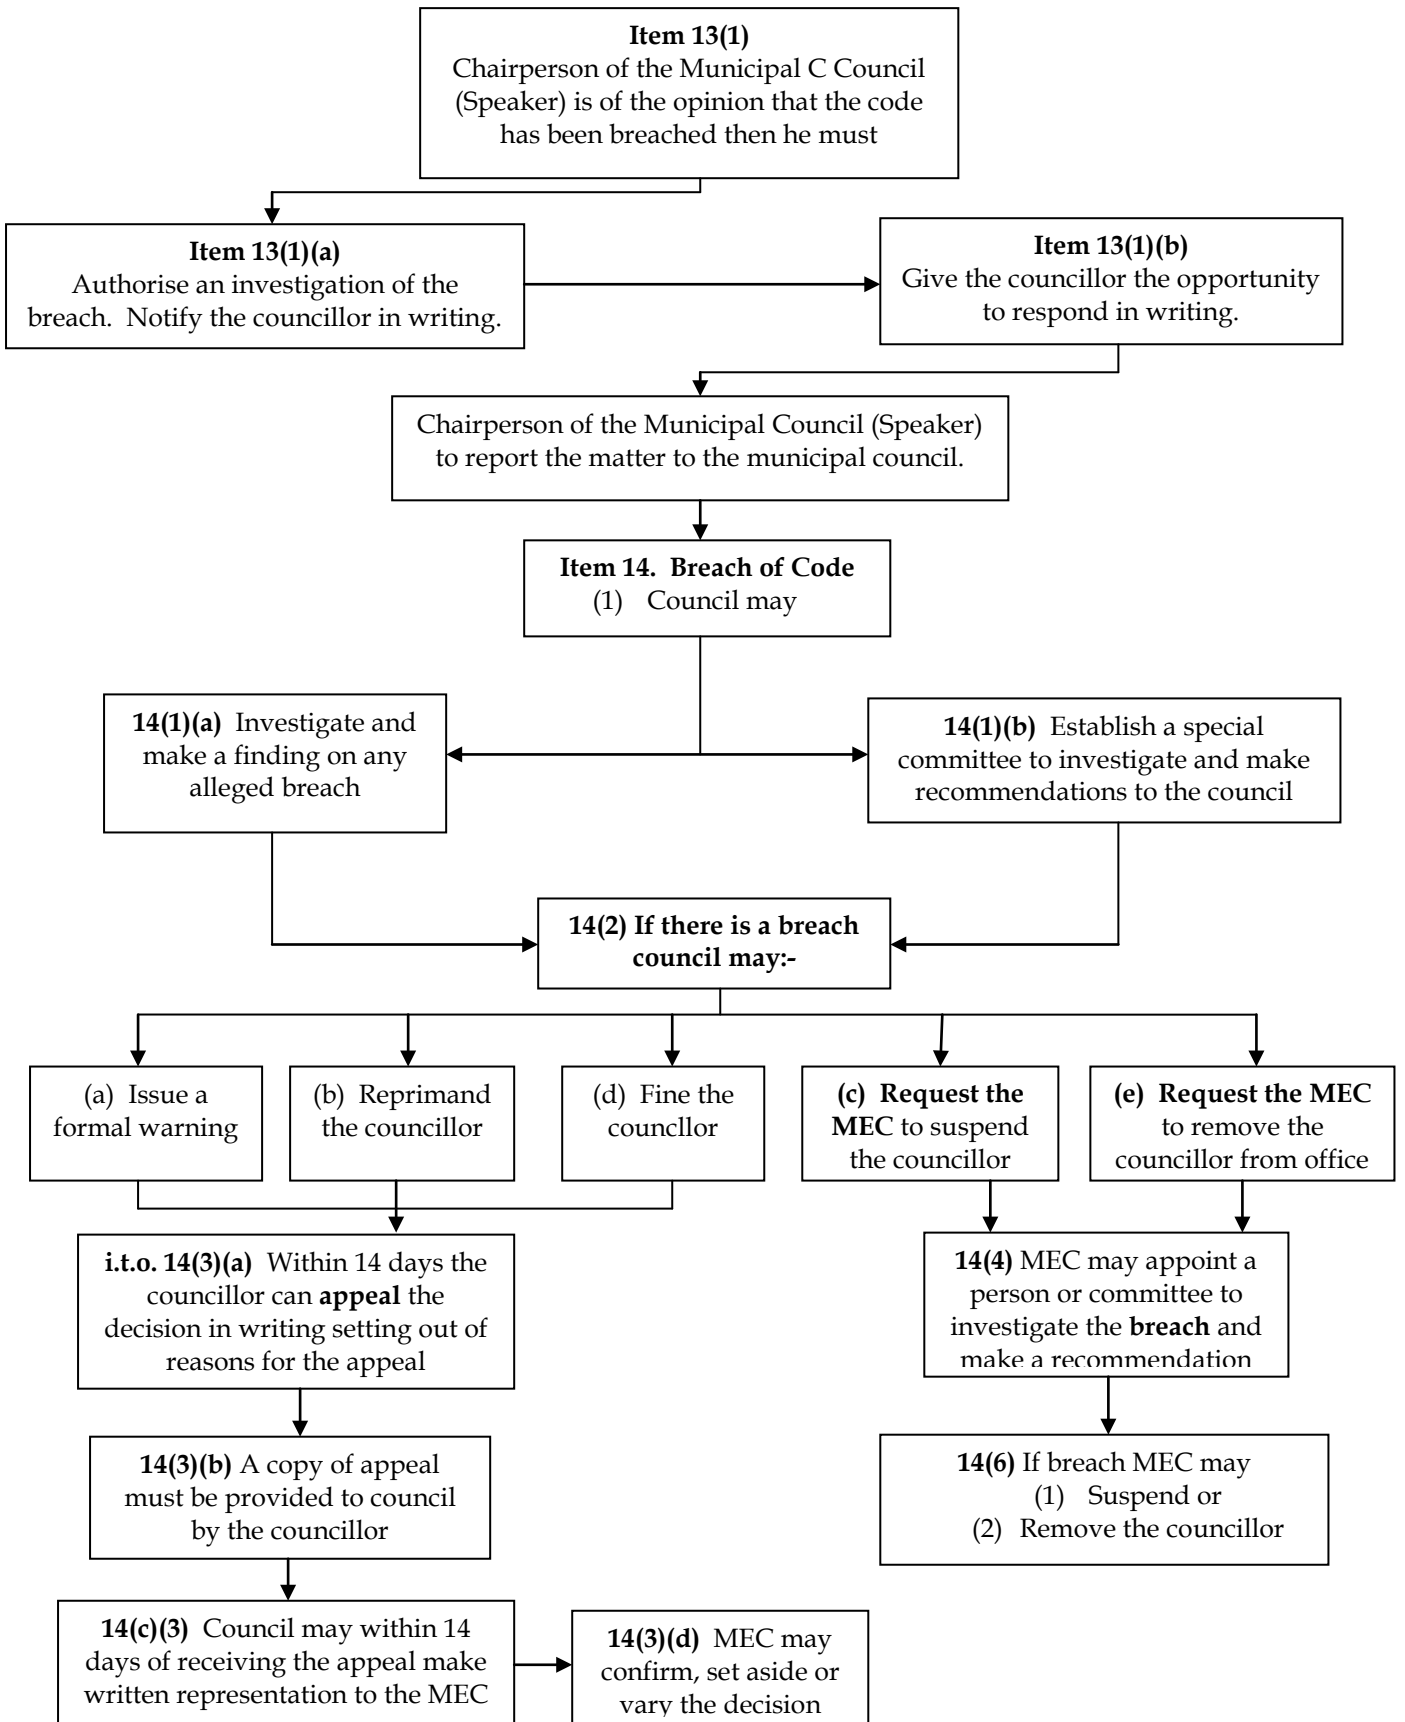 Item 13(1)
Chairperson of the Municipal C Council
(Speaker) is of the opinion that the code
has been breached then he must
Item 13(1)(a)
Authorise an investigation of the
breach. Notify the councillor in writing.
Item 13(1)(b)
Give the councillor the opportunity
to respond in writing.
Chairperson of the Municipal Council (Speaker)
to report the matter to the municipal council.
Item 14. Breach of Code
(1) Council may
14(1)(a) Investigate and
make a finding on any
alleged breach
14(1)(b) Establish a special
committee to investigate and make
recommendations to the council
14(2) If there is a breach
council may:-
(a) Issue a
formal warning
(b) Reprimand
the councillor
(d) Fine the
councllor
(c) Request the
MEC to suspend
the councillor
(e) Request the MEC
to remove the
councillor from office
i.t.o. 14(3)(a) Within 14 days the
councillor can appeal the
decision in writing setting out of
reasons for the appeal
14(4) MEC may appoint a
person or committee to
investigate the breach and
make a recommendation
14(3)(b) A copy of appeal
must be provided to council
by the councillor
14(6) If breach MEC may
(1) Suspend or
(2) Remove the councillor
14(c)(3) Council may within 14
days of receiving the appeal make
written representation to the MEC
14(3)(d) MEC may
confirm, set aside or
vary the decision